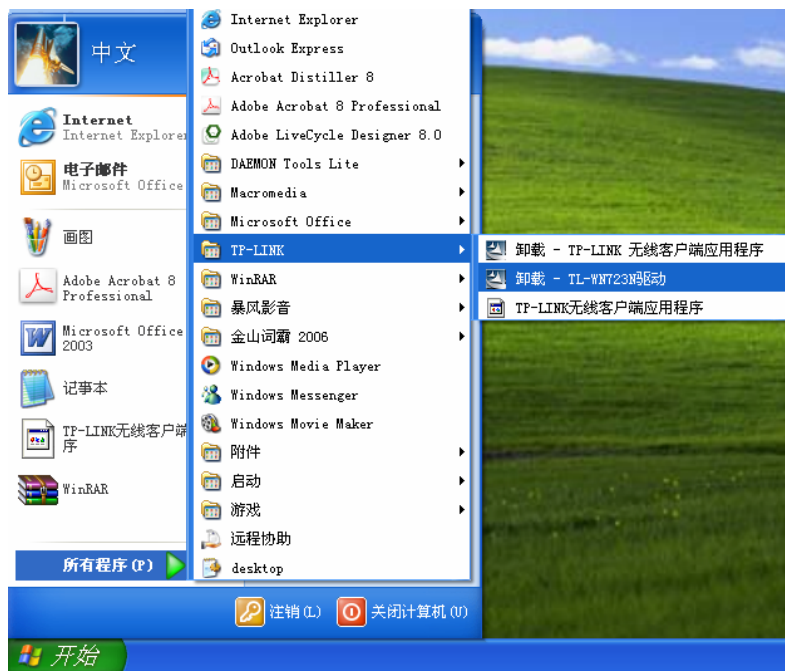 中文
Internet
Internet Explorer
电子邮件
Microsoft Office
画图
Adobe Acrobat 8
Professional
Microsoft Office
2003
记事本
TP-LINK无线客户端
序
WinRAR
所有程序(P)
Internet Explorer
Outlook Express
Acrobat Distiller 8
Adobe Acrobat 8 Professional
Adobe LiveCycle Designer 8.0
DAEMON Tools Lite
Macromedia
Microsoft Office
TP-LINK
WinRAR
暴风影音
金山词霸 2006
Windows Media Player
Windows Messenger
Windows Movie Maker
附件
启动
游戏
远程协助
desktop
卸载 - TP-LINK 无线客户端应用程序
卸载 - TL-WN723N驱动
TP-LINK无线客户端应用程序
注销(L)
关闭计算机(U)
开始